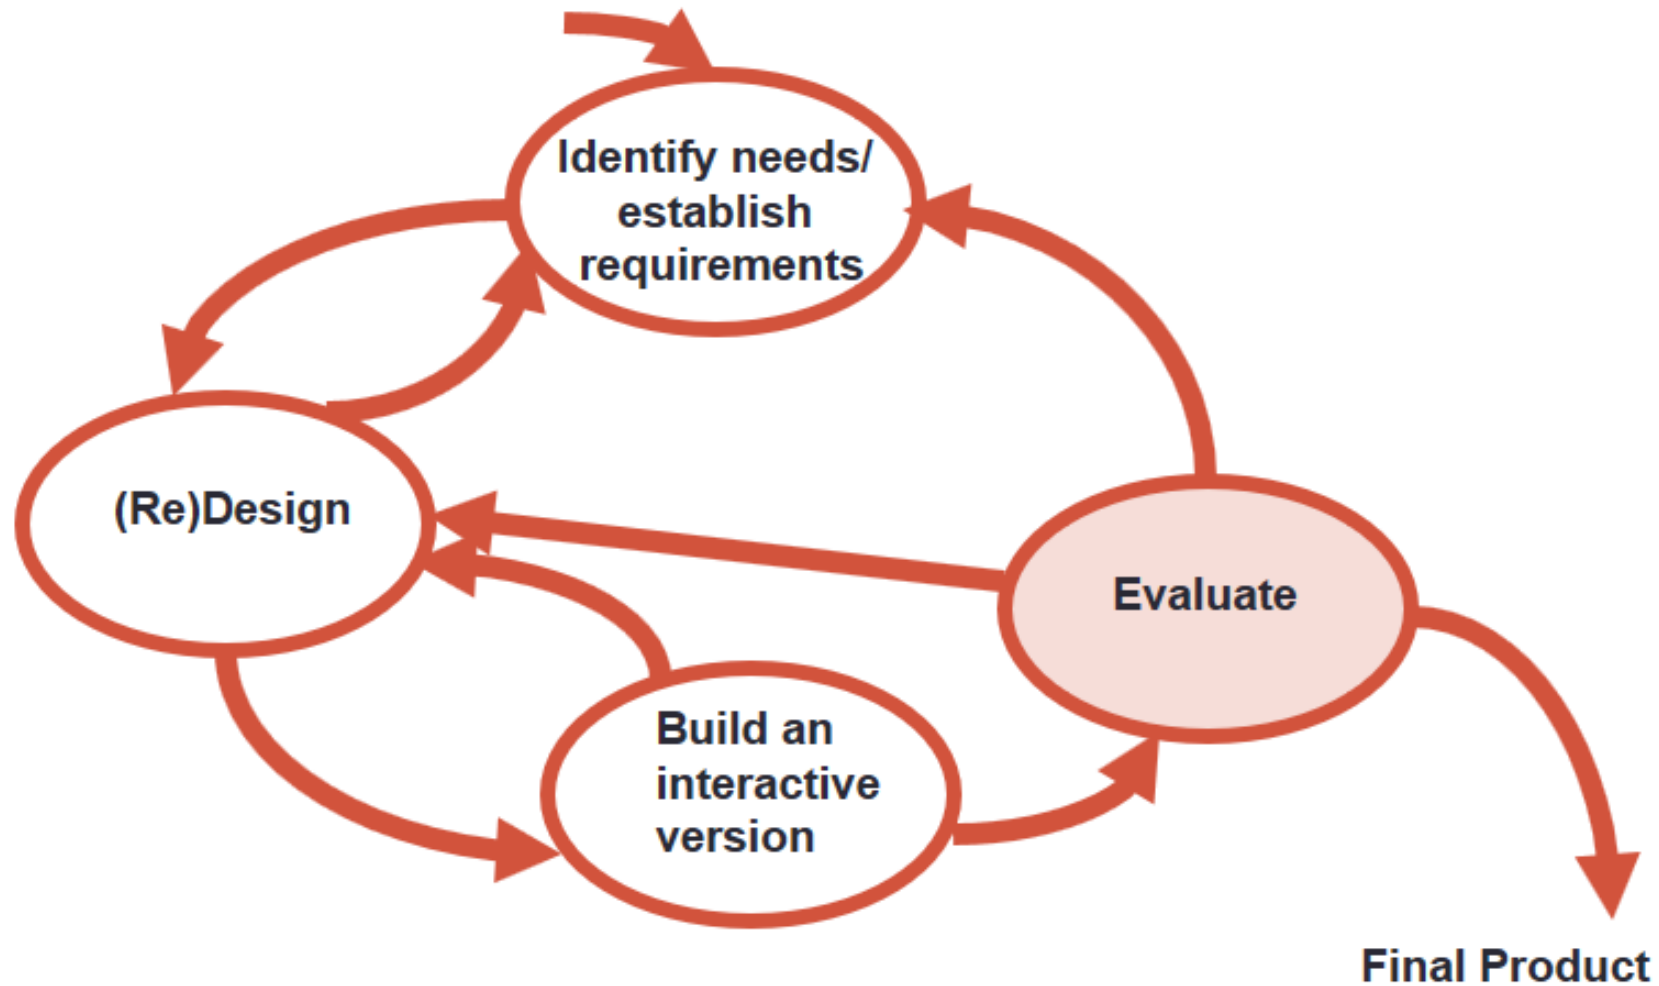 Identify needs/
establish
requirements
(Re)Design
Evaluate
Build an
interactive
version
Final Product